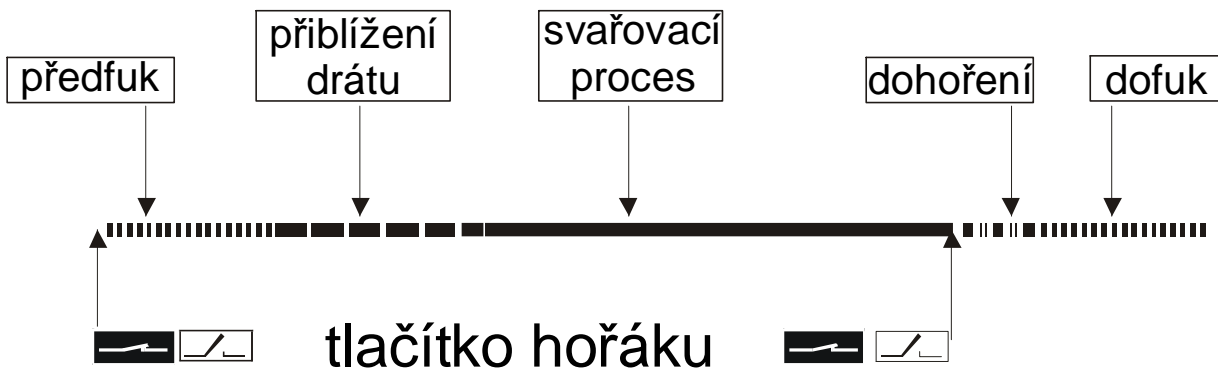 předfuk
přiblížení
drátu
svařovací
proces
dohoření
dofuk
tlačítko hořáku